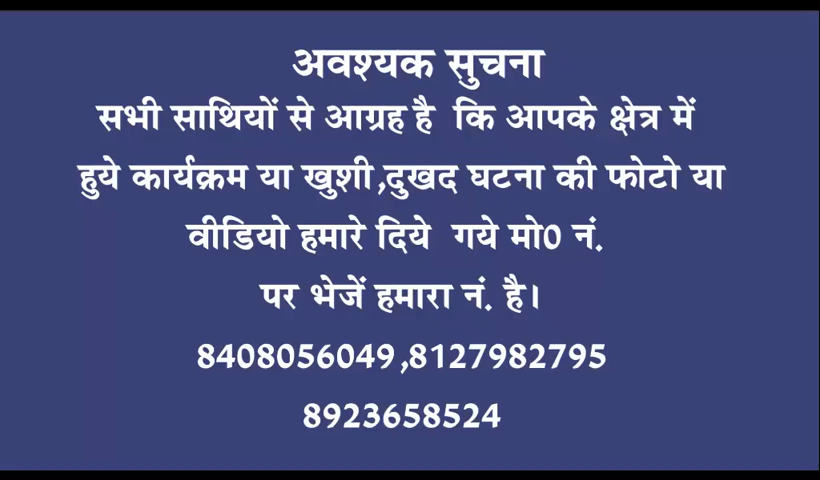 अवश्यक सुचना
सभी साथियों से आग्रह है कि आपके क्षेत्र में
हुये कार्यक्रम या खुशी,दुखद घटना की फोटो या
वीडियो हमारे दिये गये मो0 नं.
पर भेजें हमारा नं. है।
8408056049,8127982795
8923658524